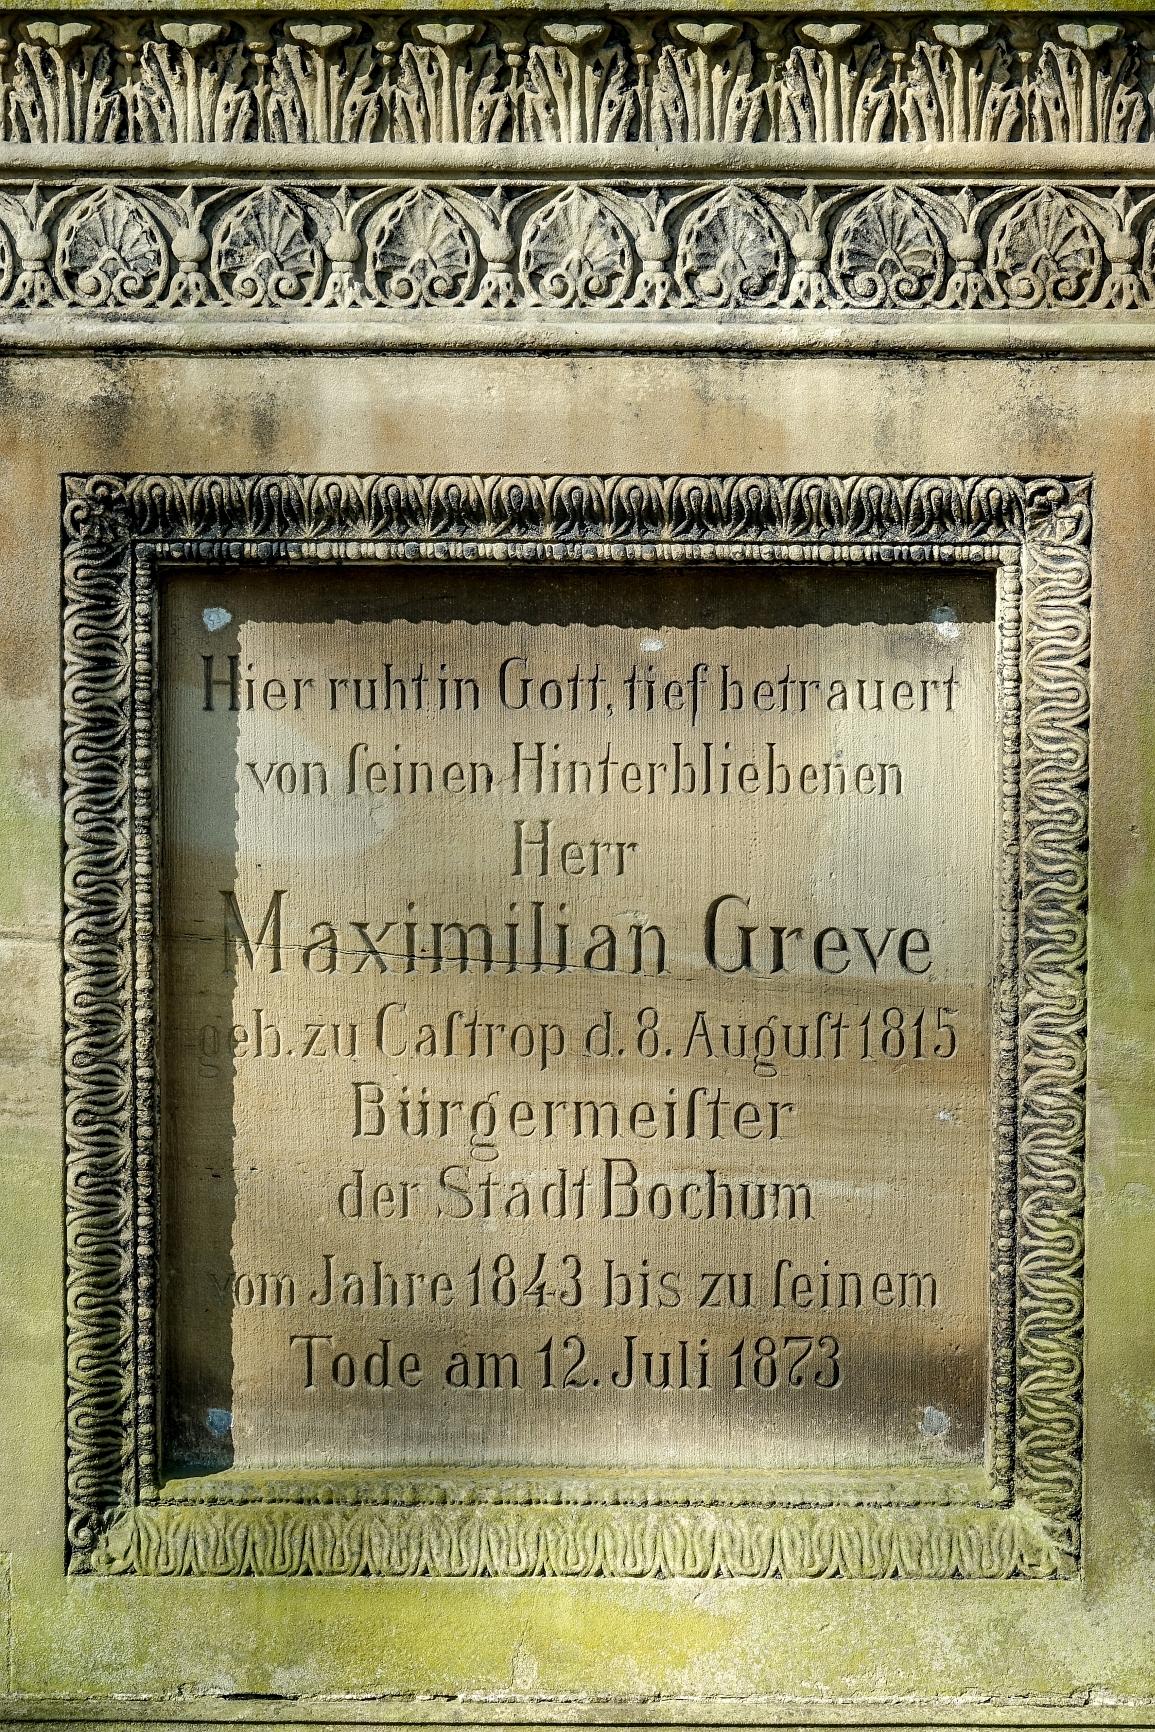 Hier ruht in Gott, tief betrauert
von ſeinen Hinterbliebenen
Herr
Maximilian Greve
geb. zu Caſtrop d. 8. Auguſt 1815
Bürgermeiſter
der Stadt Bochum
vom Jahre 1843 bis zu ſeinem
Tode am 12. Juli 1873